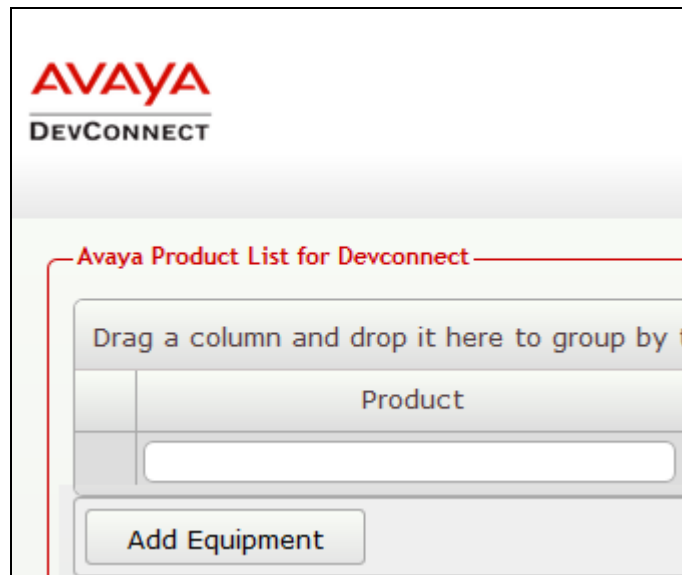 AVAYA
DEVCONNECT
Avaya Product List for Devconnect
Drag a column and drop it here to group by
Product
Add Equipment